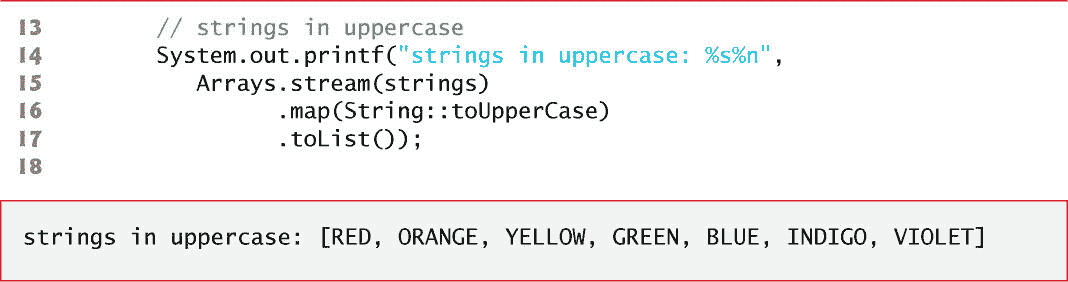 13 // strings in uppercase
14 System.out.printf("strings in uppercase: %s%n",
15 Arrays.stream(strings)
16 .map(String::toUpperCase)
17 .toList());
18
strings in uppercase: [RED, ORANGE, YELLOW, GREEN, BLUE, INDIGO, VIOLET]